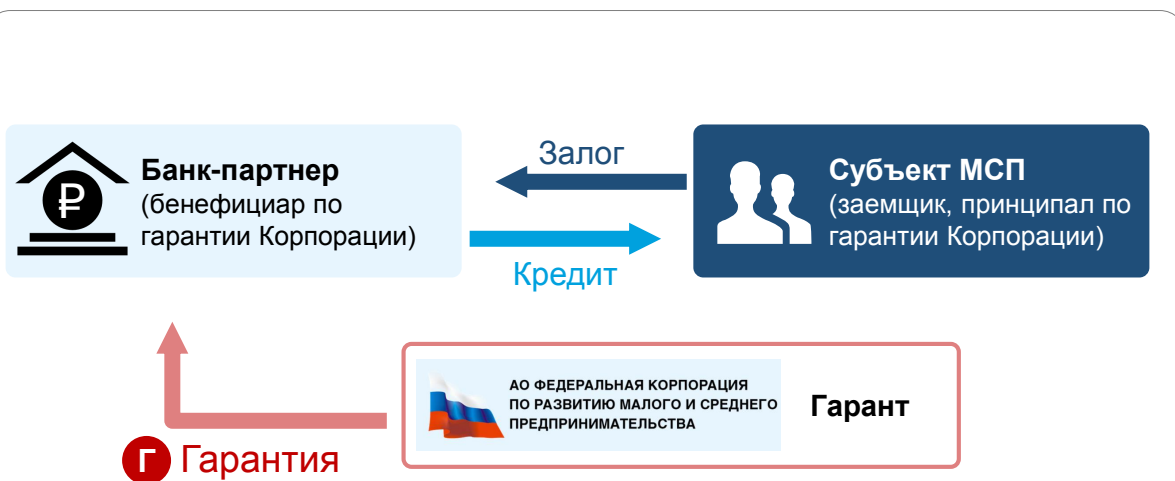 Банк-партнер
(бенефициар по
гарантии Корпорации)
Залог
Кредит
Субъект МСП
(заемщик, принципал по
гарантии Корпорации)
АО ФЕДЕРАЛЬНАЯ КОРПОРАЦИЯ
ПО РАЗВИТИЮ МАЛОГО И СРЕДНЕГО
ПРЕДПРИНИМАТЕЛЬСТВА
Гарант
Г Гарантия